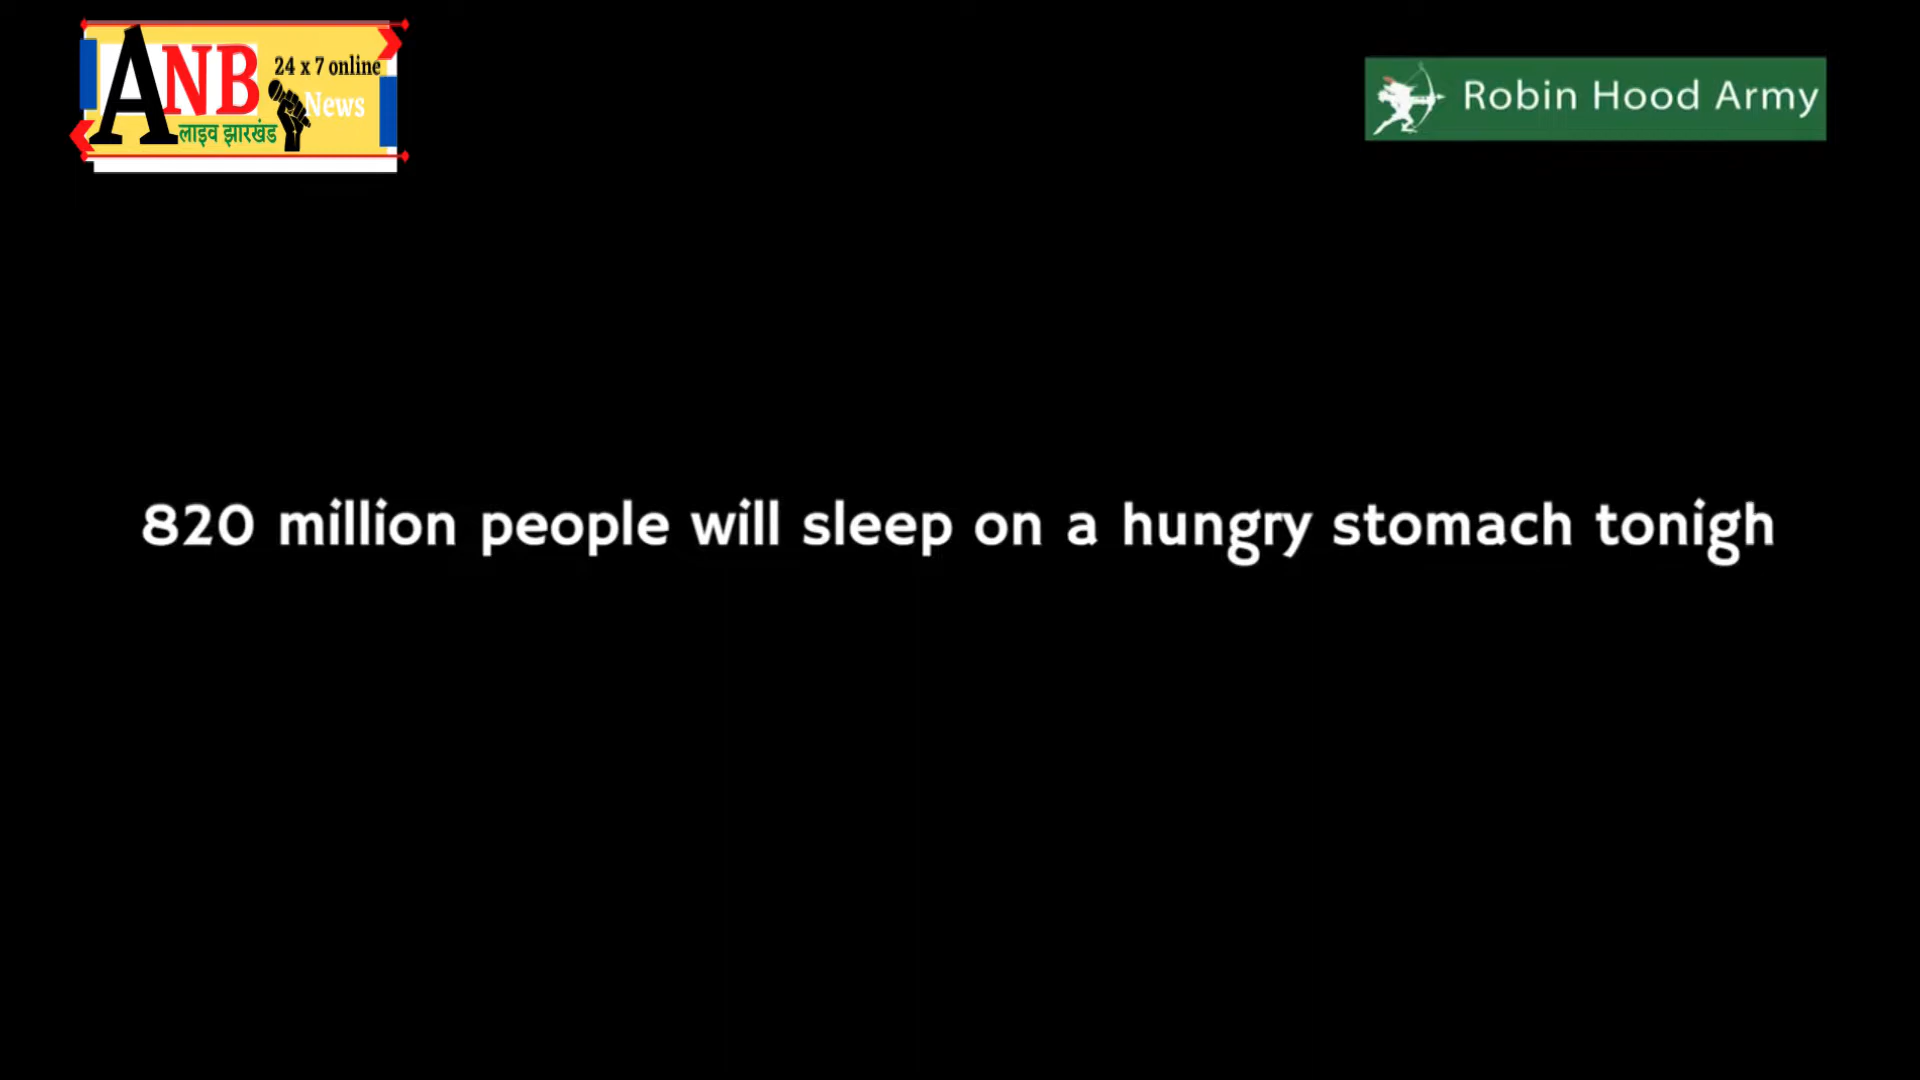 ANB
24 x 7 online
News
लाइव झारखंड
Robin Hood Army
820 million people will sleep on a hungry stomach tonigh